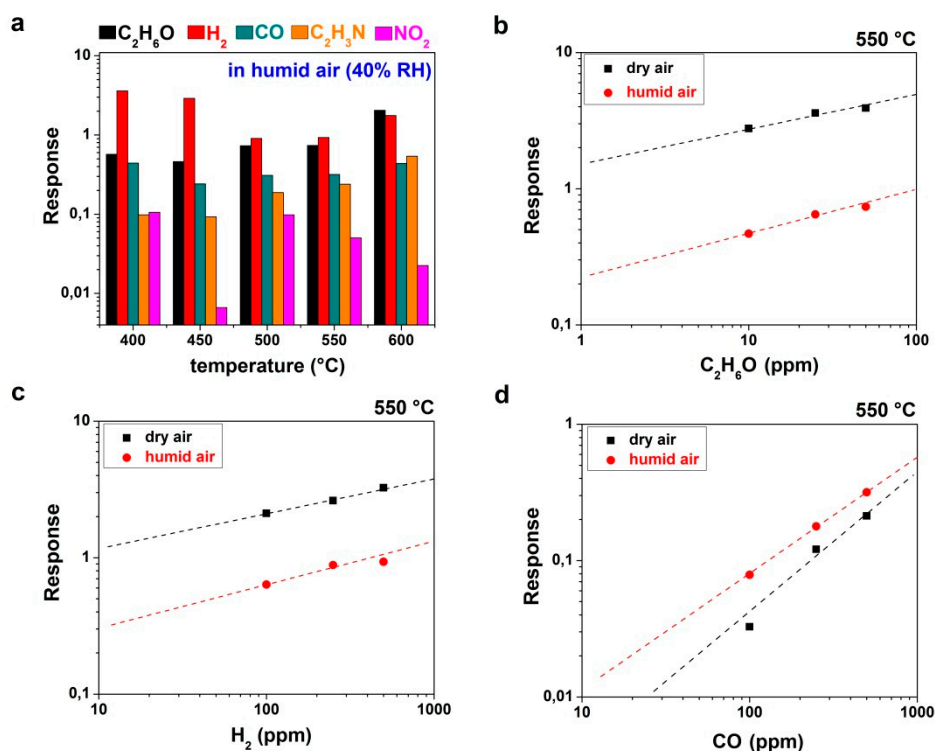 a
C₂H₆O H₂ CO C₂H₃N NO₂
in humid air (40% RH)
10
1
0,1
0,01
Response
400 450 500 550 600
temperature (°C)
b
550 °C
dry air
humid air
10
1
0,1
Response
1 10 100
C₂H₆O (ppm)
c
550 °C
dry air
humid air
10
1
0,1
Response
10 100 1000
H₂ (ppm)
d
550 °C
dry air
humid air
1
0,1
0,01
Response
10 100 1000
CO (ppm)